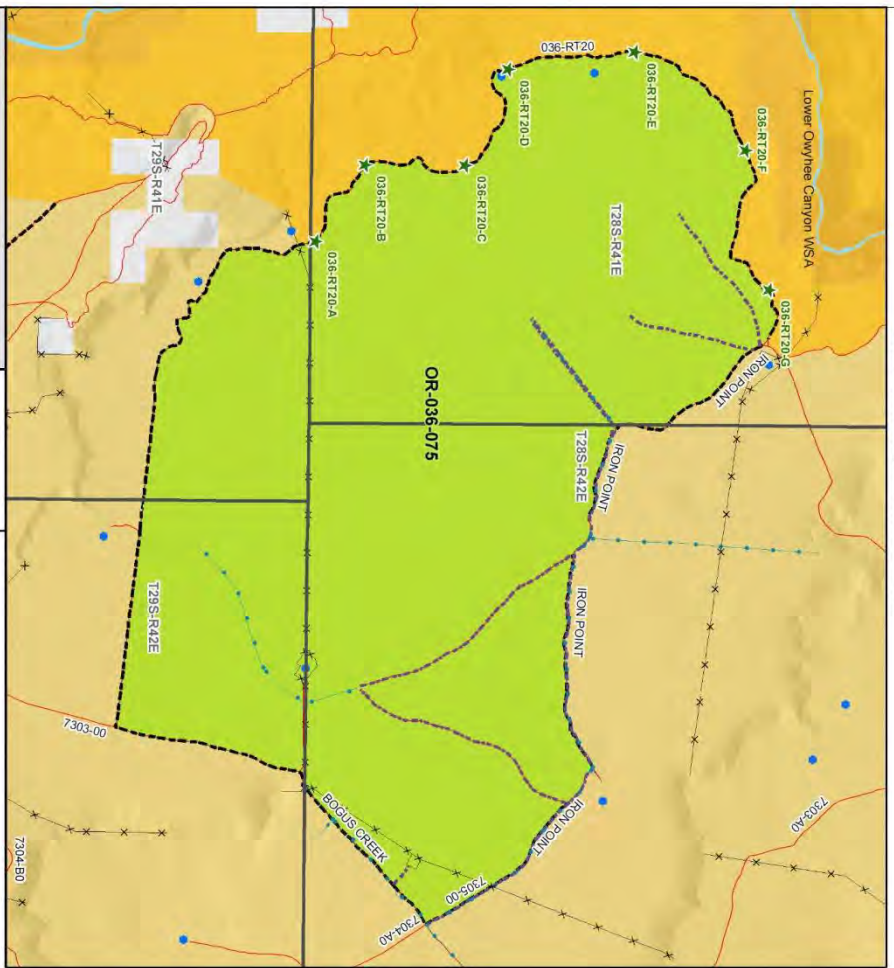 036-RT20
036-RT20-E
036-RT20-D
036-RT20-F
Lower Owyhee Canyon WSA
T29S-R41E
036-RT20-B
036-RT20-C
T28S-R41E
036-RT20-A
036-RT20-G
IRON POINT
OR-036-075
T28S-R42E
IRON POINT
IRON POINT
T29S-R42E
7303-00
BOGUS CREEK
IRON POINT
7303-A0
7305-00
7304-A0
7304-B0